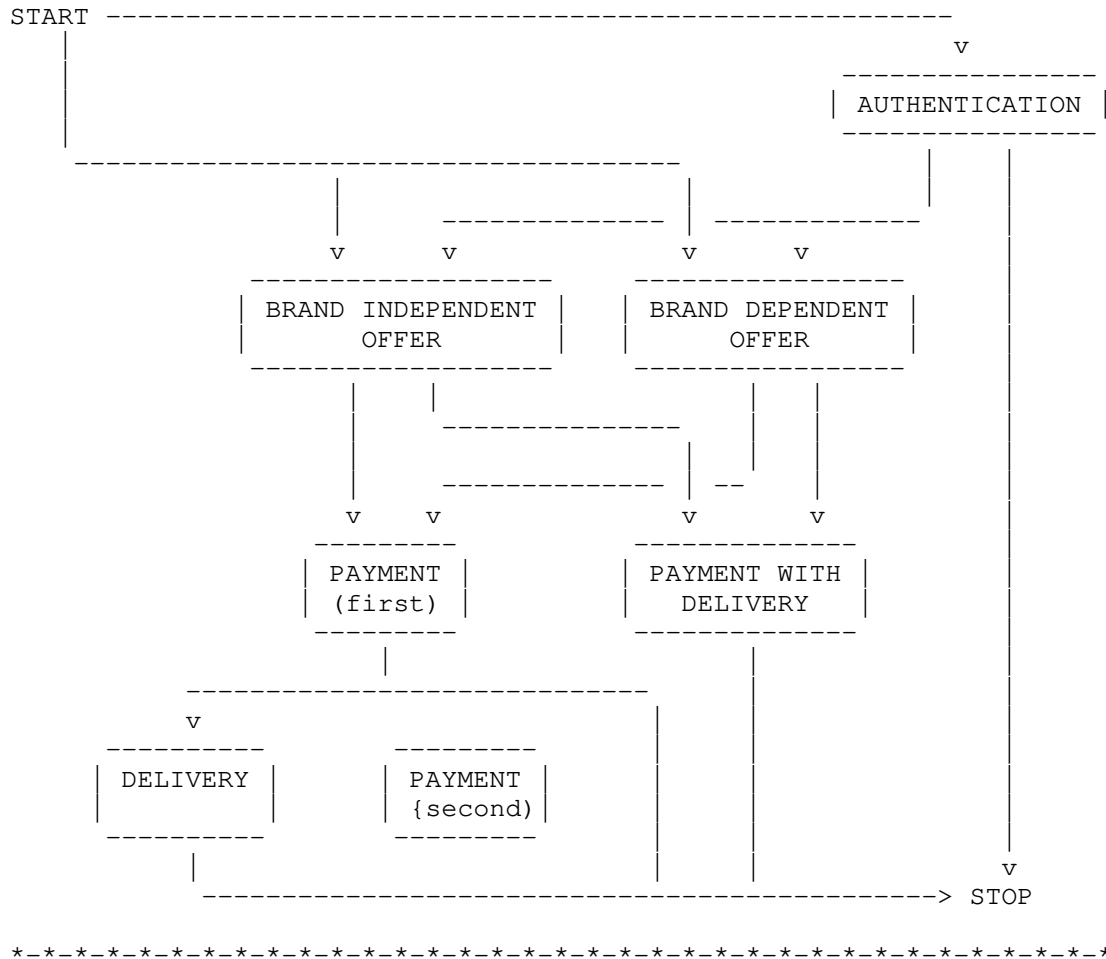 START
AUTHENTICATION
BRAND INDEPENDENT BRAND DEPENDENT
OFFER OFFER
PAYMENT PAYMENT WITH
(first) DELIVERY
DELIVERY PAYMENT
{second)
STOP
*-*-*-*-*-*-*-*-*-*-*-*-*-*-*-*-*-*-*-*-*-*-*-*-*-*-*-*-*-*-*-*-*-*-*